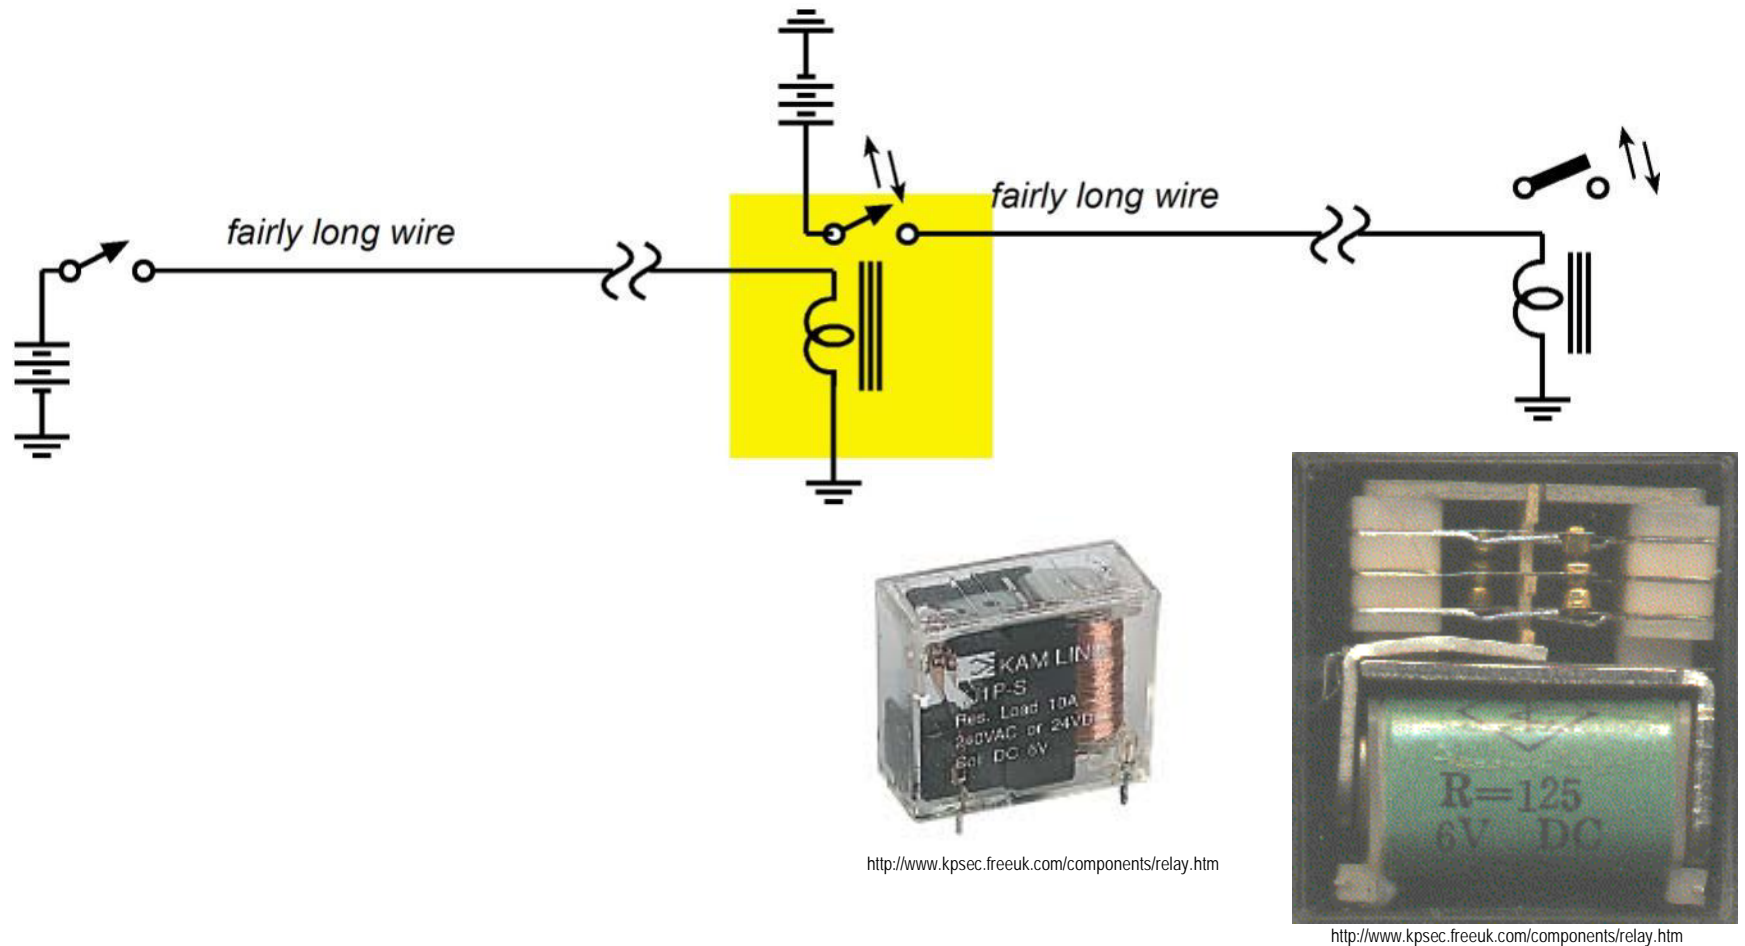 fairly long wire
fairly long wire
KAM LIN
1P-S
Res. Load 10A
240VAC or 24VD
DC 6V
R=125
6V DC
http://www.kpsec.freeuk.com/components/relay.htm
http://www.kpsec.freeuk.com/components/relay.htm